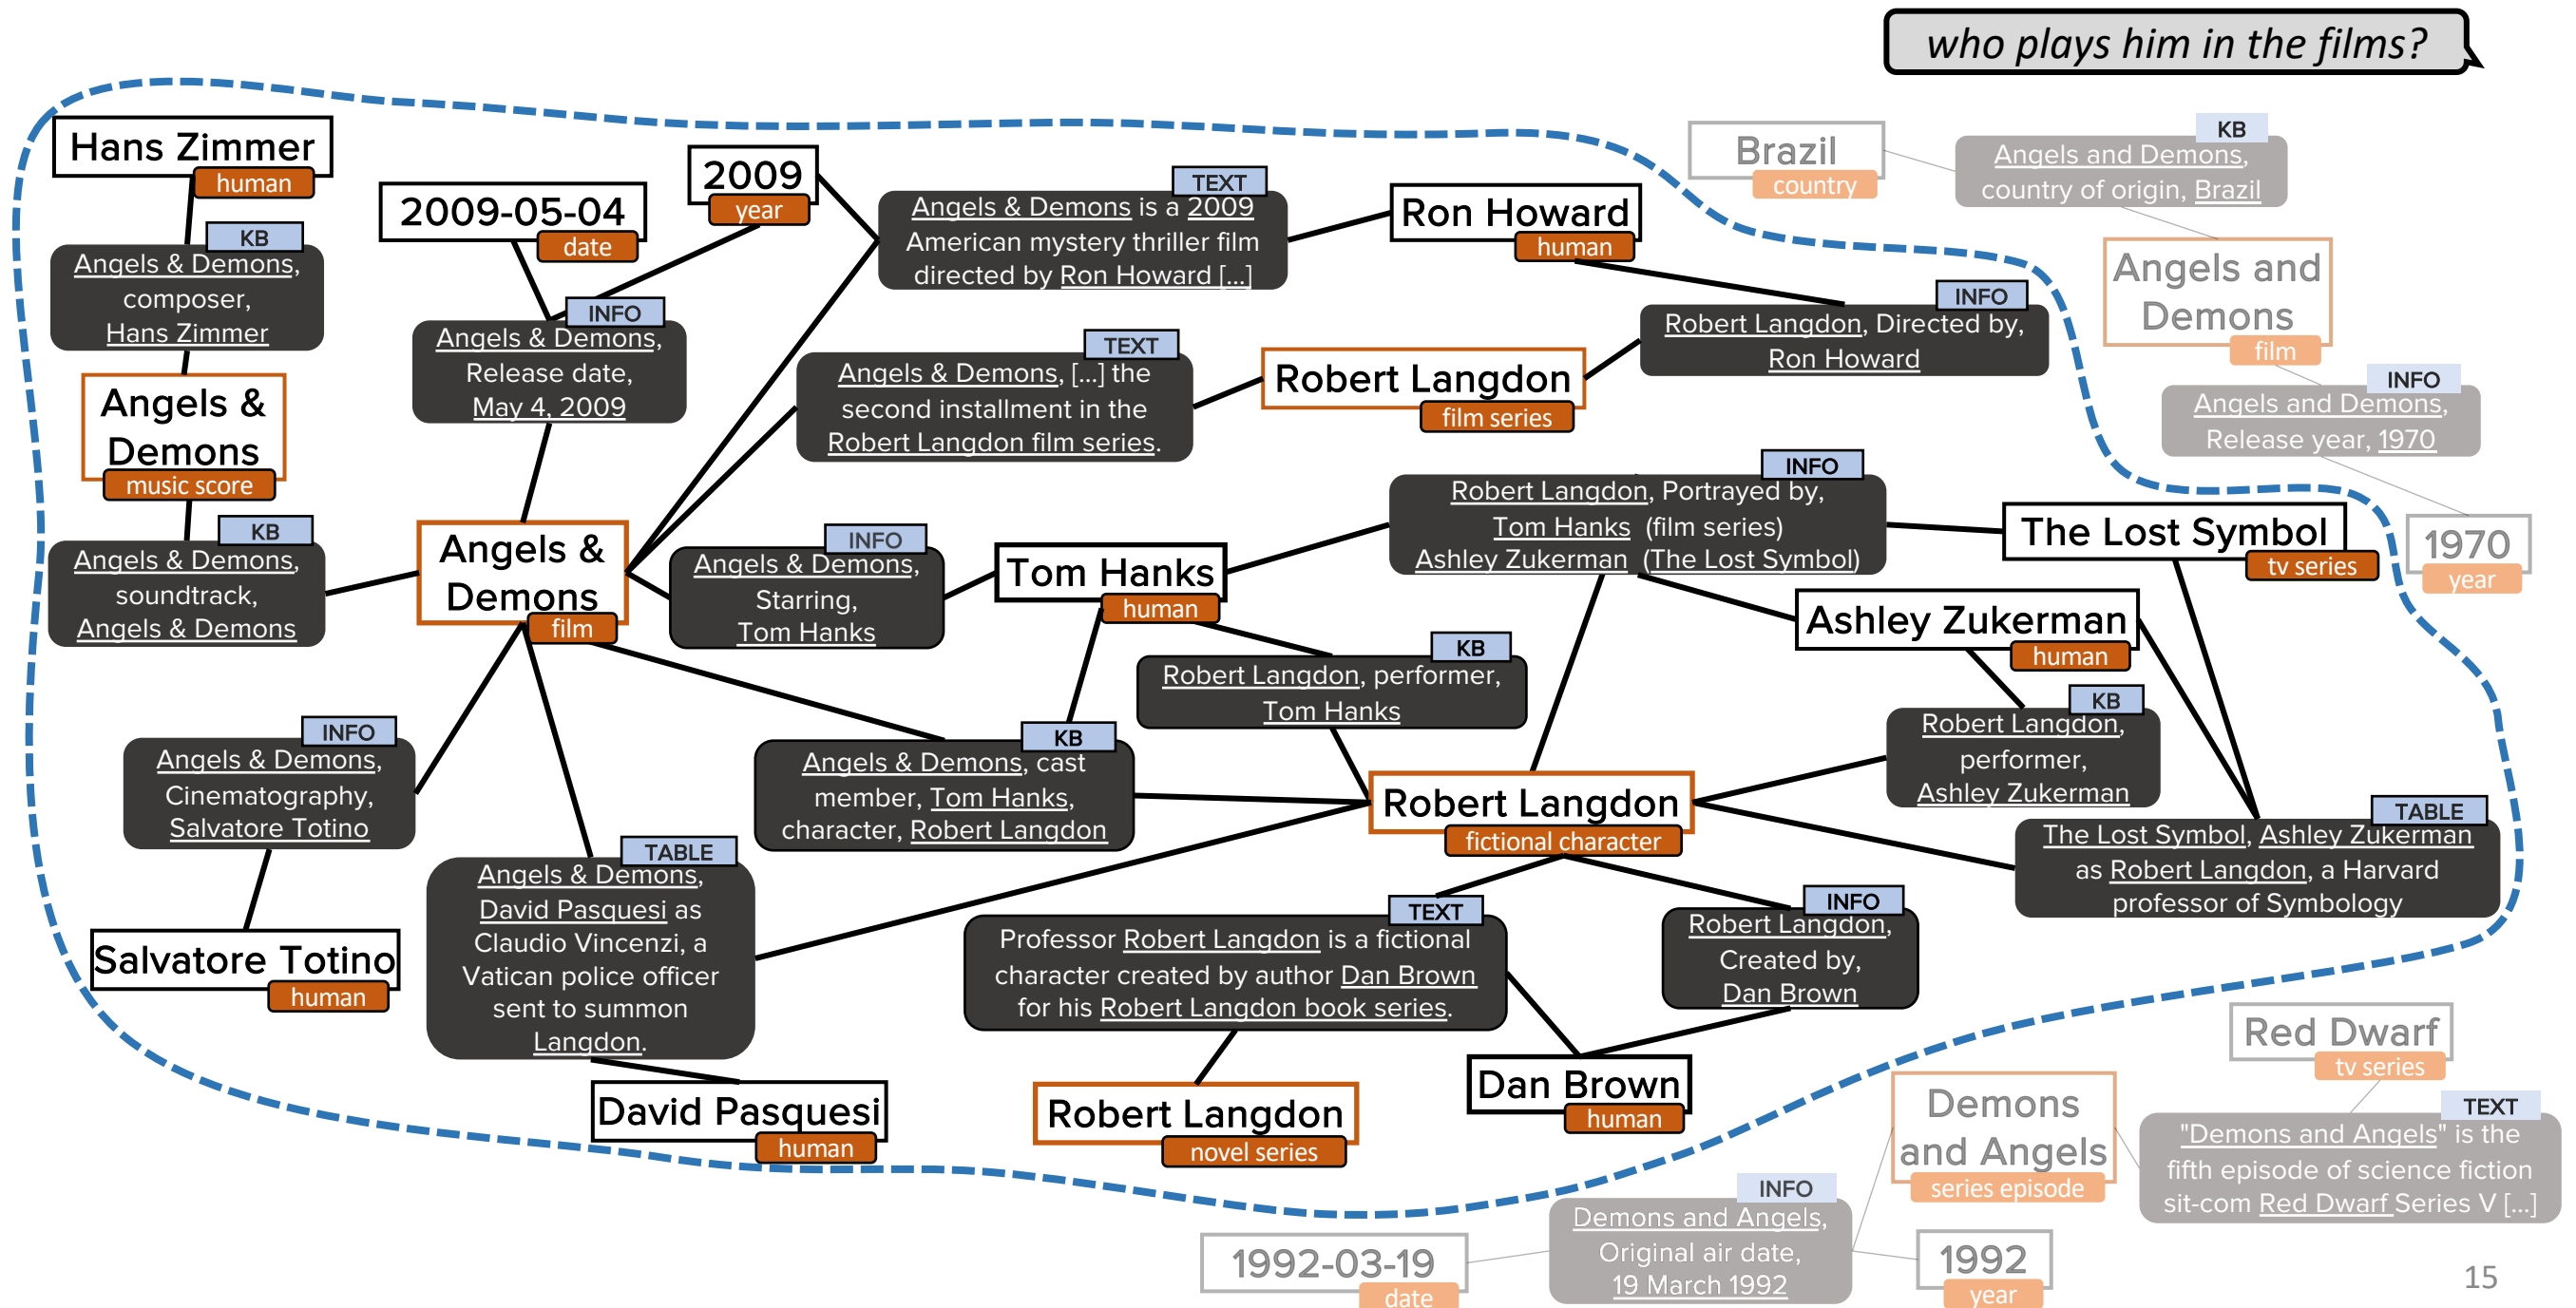 who plays him in the films?
Hans Zimmer
human
KB
Angels & Demons,
composer,
Hans Zimmer
Angels &
Demons
music score
KB
Angels & Demons,
soundtrack,
Angels & Demons
2009-05-04
date
2009
year
INFO
Angels & Demons,
Release date,
May 4, 2009
TEXT
Angels & Demons is a 2009
American mystery thriller film
directed by Ron Howard [...]
Ron Howard
human
TEXT
Angels & Demons, [...] the
second installment in the
Robert Langdon film series.
Robert Langdon
film series
INFO
Robert Langdon, Directed by,
Ron Howard
Brazil
country
KB
Angels and Demons,
country of origin, Brazil
Angels and
Demons
film
INFO
Angels and Demons,
Release year, 1970
1970
year
Angels &
Demons
film
INFO
Angels & Demons,
Starring,
Tom Hanks
Tom Hanks
human
INFO
Robert Langdon, Portrayed by,
Tom Hanks (film series)
Ashley Zukerman (The Lost Symbol)
The Lost Symbol
tv series
Ashley Zukerman
human
KB
Robert Langdon, performer,
Tom Hanks
KB
Robert Langdon,
performer,
Ashley Zukerman
INFO
Angels & Demons,
Cinematography,
Salvatore Totino
KB
Angels & Demons, cast
member, Tom Hanks,
character, Robert Langdon
Robert Langdon
fictional character
TABLE
The Lost Symbol, Ashley Zukerman
as Robert Langdon, a Harvard
professor of Symbology
TABLE
Angels & Demons,
David Pasquesi as
Claudio Vincenzi, a
Vatican police officer
sent to summon
Langdon.
Salvatore Totino
human
TEXT
Professor Robert Langdon is a fictional
character created by author Dan Brown
for his Robert Langdon book series.
INFO
Robert Langdon,
Created by,
Dan Brown
David Pasquesi
human
Robert Langdon
novel series
Dan Brown
human
Red Dwarf
tv series
Demons
and Angels
series episode
TEXT
"Demons and Angels" is the
fifth episode of science fiction
sit-com Red Dwarf Series V [...]
INFO
Demons and Angels,
Original air date,
19 March 1992
1992-03-19
date
1992
year
15